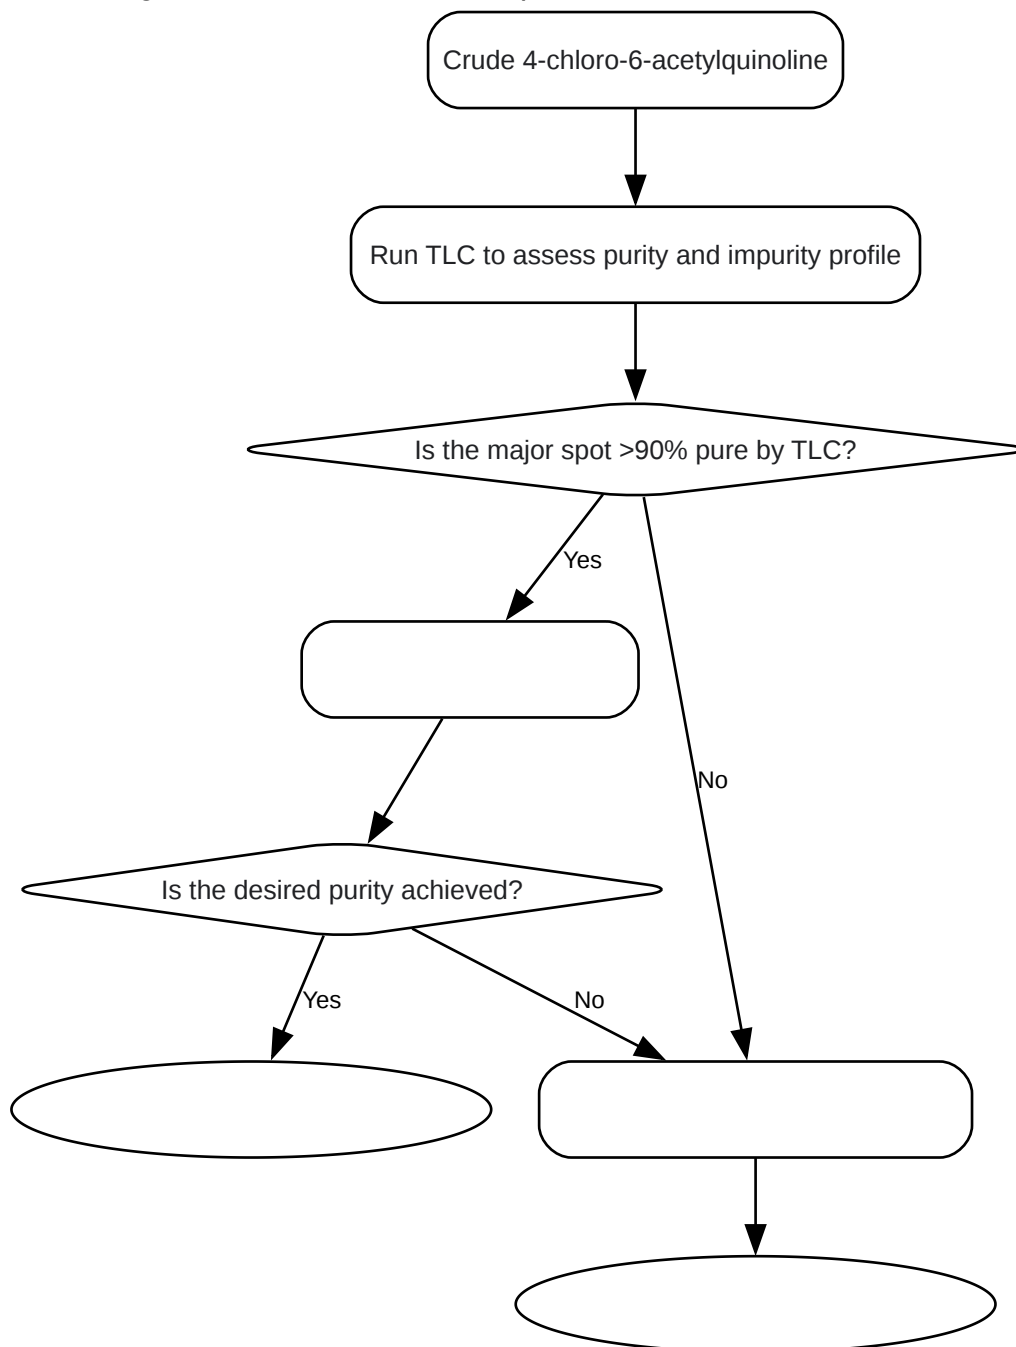 Crude 4-chloro-6-acetylquinoline
Run TLC to assess purity and impurity profile
Is the major spot >90% pure by TLC?
Yes
No
Is the desired purity achieved?
Yes
No